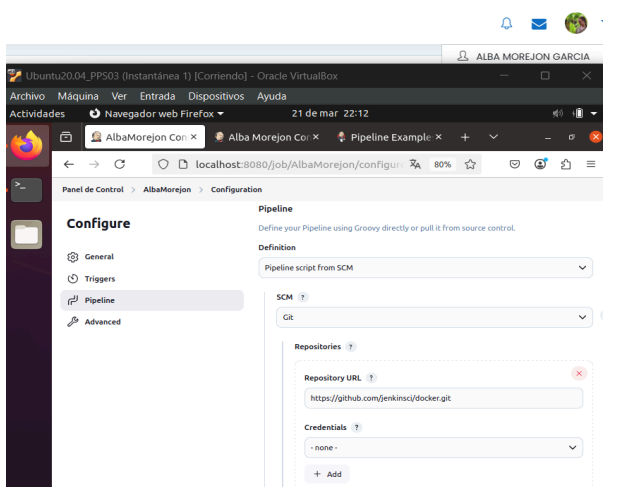 ALBA MOREJON GARCIA
Ubuntu20.04_PPS03 (Instantánea 1) [Corriendo] - Oracle VirtualBox
Archivo Máquina Ver Entrada Dispositivos Ayuda
Actividades Navegador web Firefox 21 de mar 22:12
AlbaMorejon Con Alba Morejon Con Pipeline Example
localhost:8080/job/AlbaMorejon/configur 80%
Panel de Control > AlbaMorejon > Configuration
Configure
General
Triggers
Pipeline
Advanced
Pipeline
Define your Pipeline using Groovy directly or pull it from source control.
Definition
Pipeline script from SCM
SCM ?
Git
Repositories ?
Repository URL ?
https://github.com/jenkinsci/docker.git
Credentials ?
- none -
+ Add